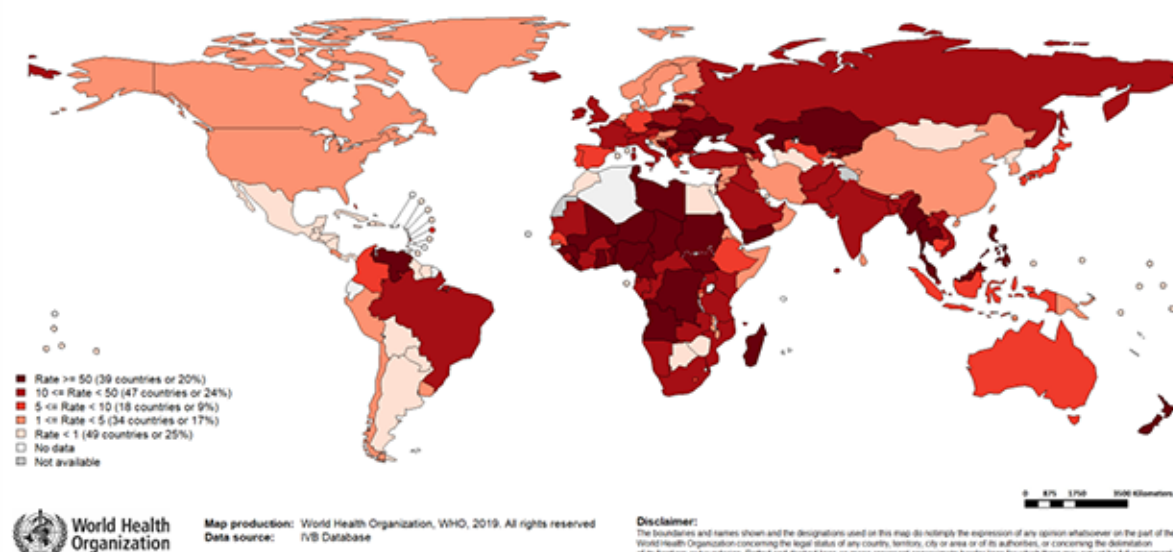 Rate >= 50 (39 countries or 20%)
10 <= Rate < 50 (47 countries or 24%)
5 <= Rate < 10 (18 countries or 9%)
1 <= Rate < 5 (34 countries or 17%)
Rate < 1 (49 countries or 25%)
No data
Not available
0 875 1750 3500 Kilometers
World Health
Organization
Map production: World Health Organization, WHO, 2019. All rights reserved
Data source: IVB Database
Disclaimer:
The boundaries and names shown and the designations used on this map do not imply the expression of any opinion whatsoever on the part of the
World Health Organization concerning the legal status of any country, territory, city or area or of its authorities, or concerning the delimitation